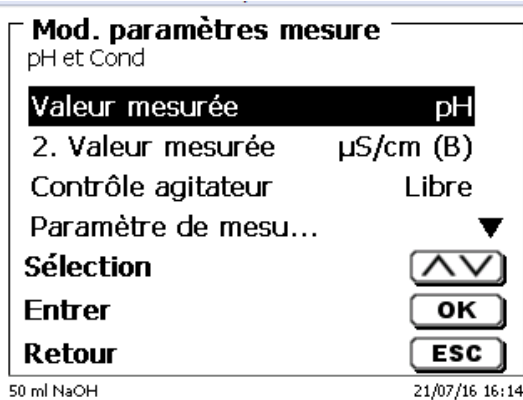 Mod. paramètres mesure
pH et Cond
Valeur mesurée pH
2. Valeur mesurée µS/cm (B)
Contrôle agitateur Libre
Paramètre de mesu...
Sélection
Entrer OK
Retour ESC
50 ml NaOH 21/07/16 16:14